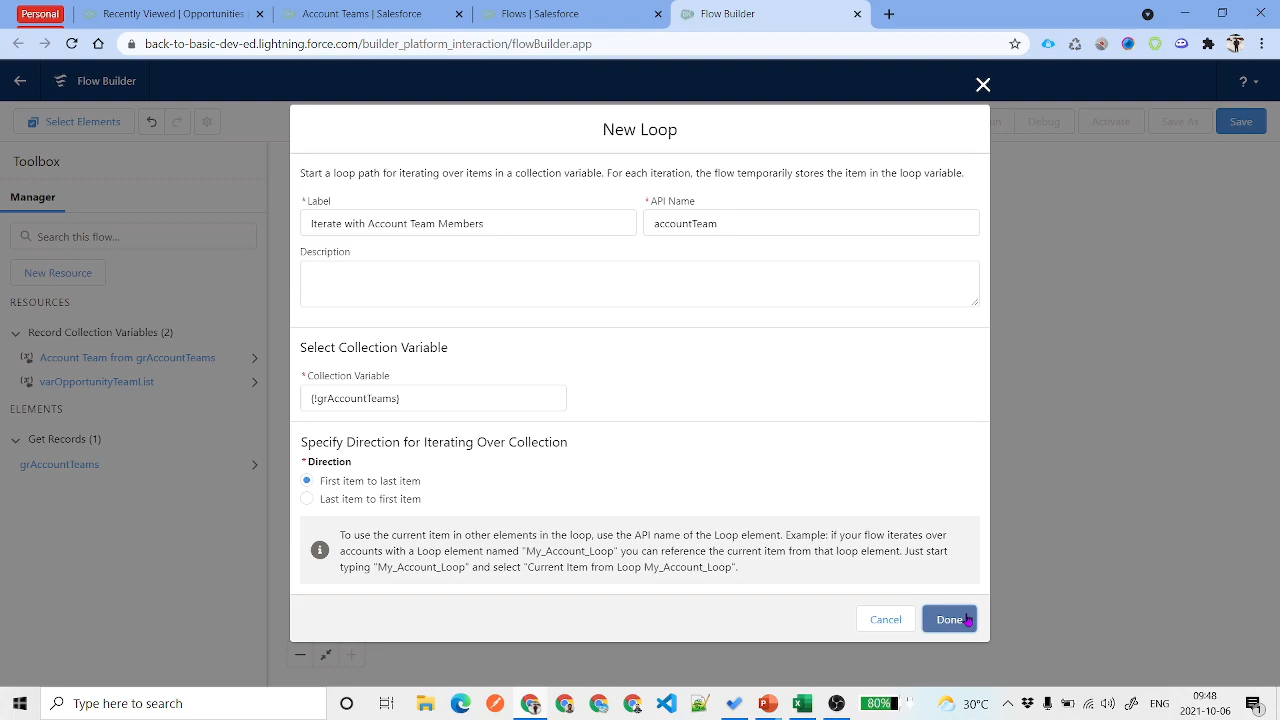 Personal
Recently Viewed | Opportunities
Account Teams | Salesforce
Flows | Salesforce
Flow Builder
back-to-basic-dev-ed.lightning.force.com/builder_platform_interaction/flowBuilder.app
Flow Builder
?
Select Elements
Debug
Activate
Save As
Save
Toolbox
Manager
Search this flow...
New Resource
RESOURCES
Record Collection Variables (2)
Account Team from grAccountTeams
varOpportunityTeamList
ELEMENTS
Get Records (1)
grAccountTeams
New Loop
Start a loop path for iterating over items in a collection variable. For each iteration, the flow temporarily stores the item in the loop variable.
* Label
* API Name
Iterate with Account Team Members
accountTeam
Description
Select Collection Variable
* Collection Variable
{!grAccountTeams}
Specify Direction for Iterating Over Collection
* Direction
First item to last item
Last item to first item
To use the current item in other elements in the loop, use the API name of the Loop element. Example: if your flow iterates over
accounts with a Loop element named "My_Account_Loop" you can reference the current item from that loop element. Just start
typing "My_Account_Loop" and select "Current Item from Loop My_Account_Loop".
Cancel
Done
Type here to search
80%
30°C
ENG
09:48
2021-10-06